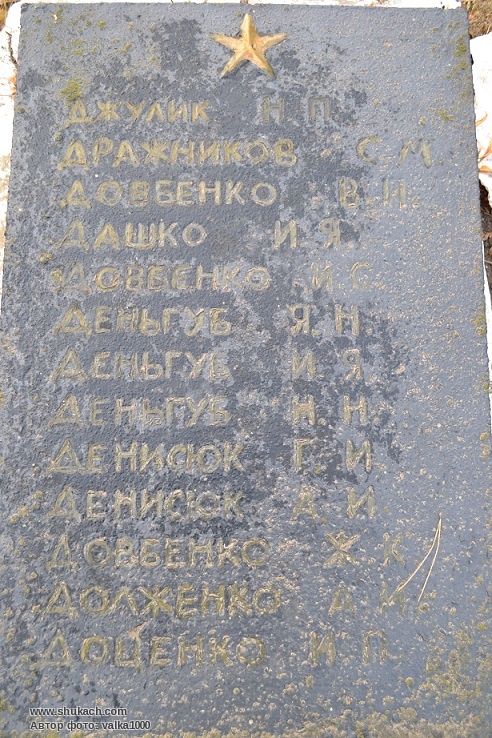 ДЖУЛИК Н.П.
ДРАЖНИКОВ С.М.
ДОВБЕНКО В.И.
ДАШКО И.Я.
ДОВБЕНКО И.С.
ДЕНЬГУБ Я.Н.
ДЕНЬГУБ И.Я.
ДЕНЬГУБ Н.Н.
ДЕНИСЮК Г.И
ДЕНИСЮК А.И.
ДОВБЕНКО Ж.К.
ДОЛЖЕНКО А.И.
ДОЦЕНКО И.П.
www.shukach.com
Автор фото: valka1000